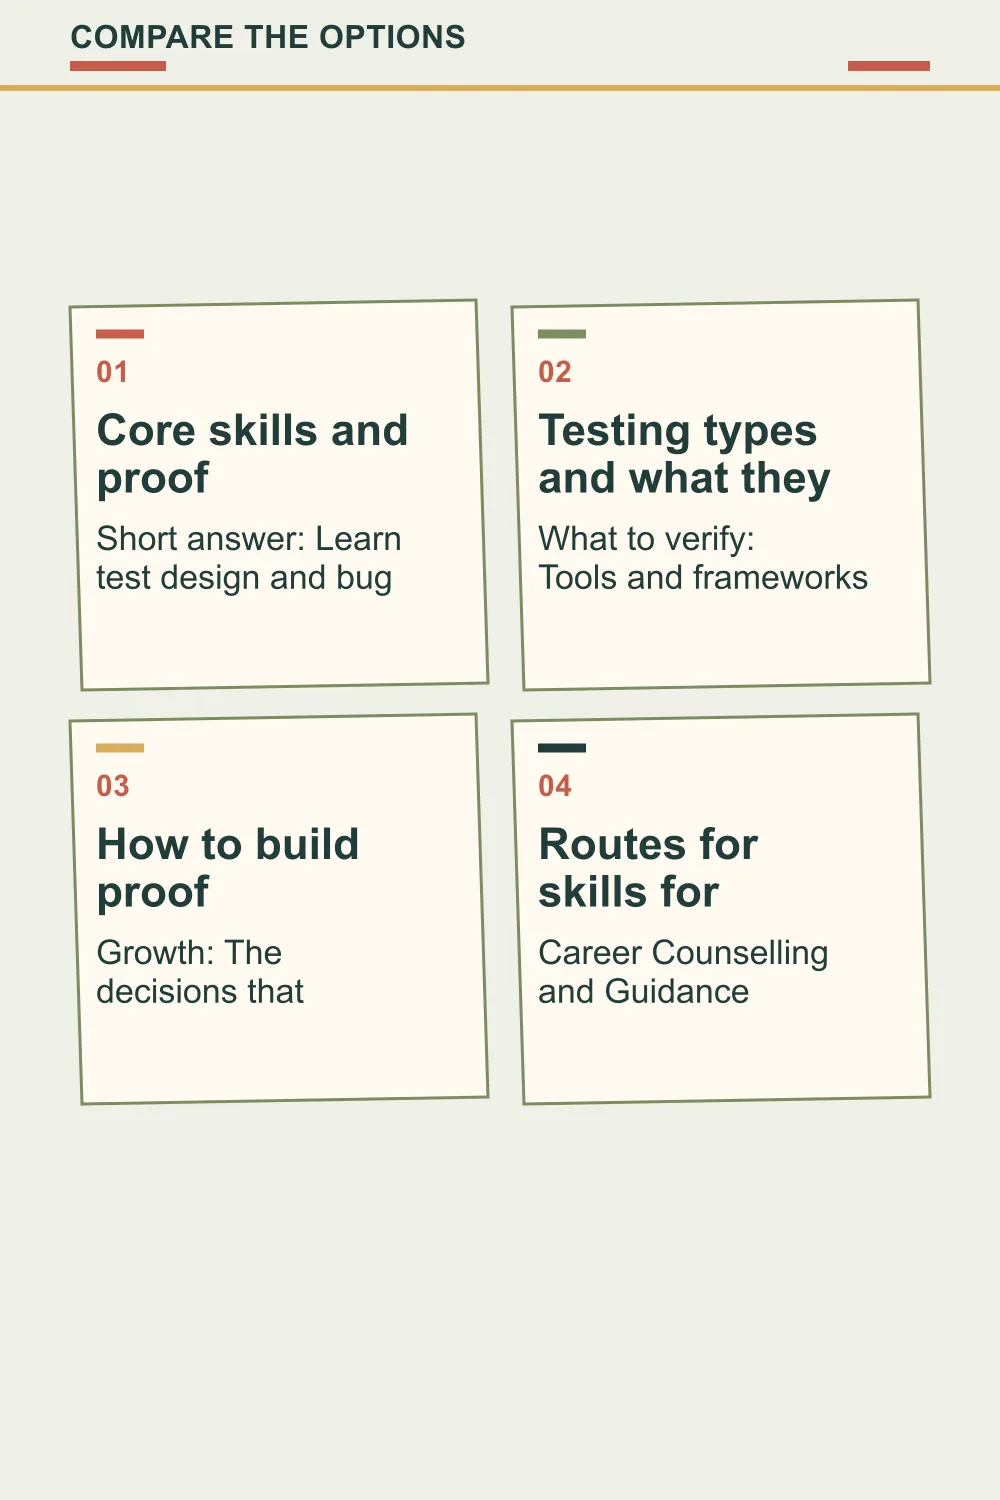 COMPARE THE OPTIONS
01
Core skills and
proof
Short answer: Learn
test design and bug
02
Testing types
and what they
What to verify:
Tools and frameworks
03
How to build
proof
Growth: The
decisions that
04
Routes for
skills for
Career Counselling
and Guidance